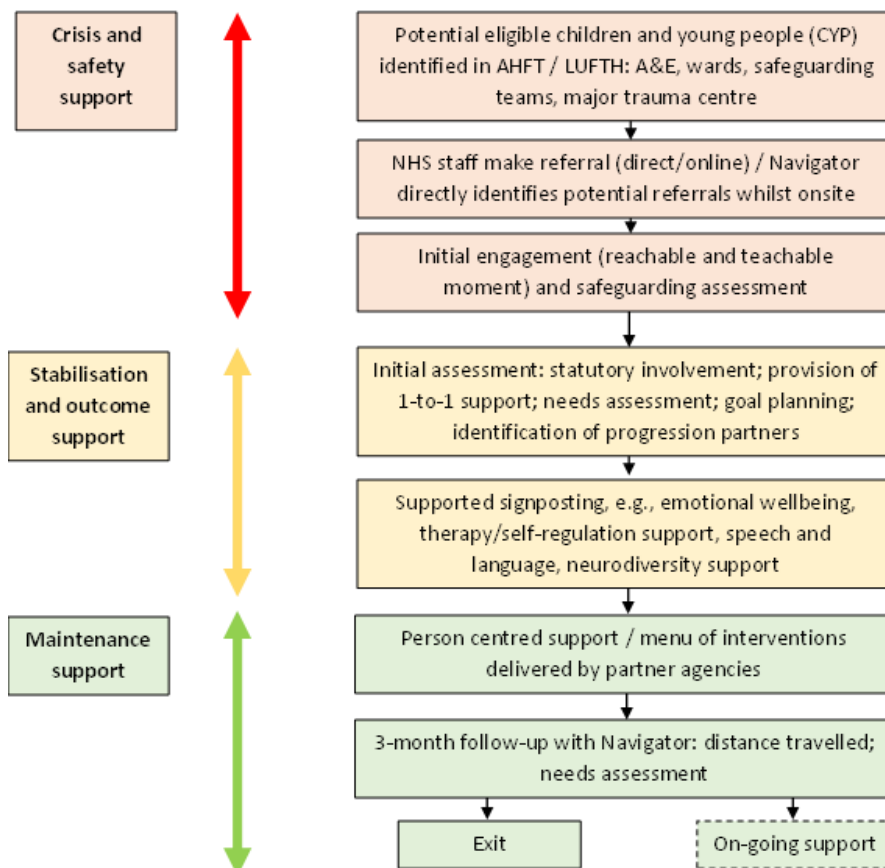 Crisis and
safety
support
Potential eligible children and young people (CYP)
identified in AHFT / LUFTH: A&E, wards, safeguarding
teams, major trauma centre
NHS staff make referral (direct/online) / Navigator
directly identifies potential referrals whilst onsite
Initial engagement (reachable and teachable
moment) and safeguarding assessment
Stabilisation
and outcome
support
Initial assessment: statutory involvement; provision of
1-to-1 support; needs assessment; goal planning;
identification of progression partners
Supported signposting, e.g., emotional wellbeing,
therapy/self-regulation support, speech and
language, neurodiversity support
Maintenance
support
Person centred support / menu of interventions
delivered by partner agencies
3-month follow-up with Navigator: distance travelled;
needs assessment
Exit
On-going support